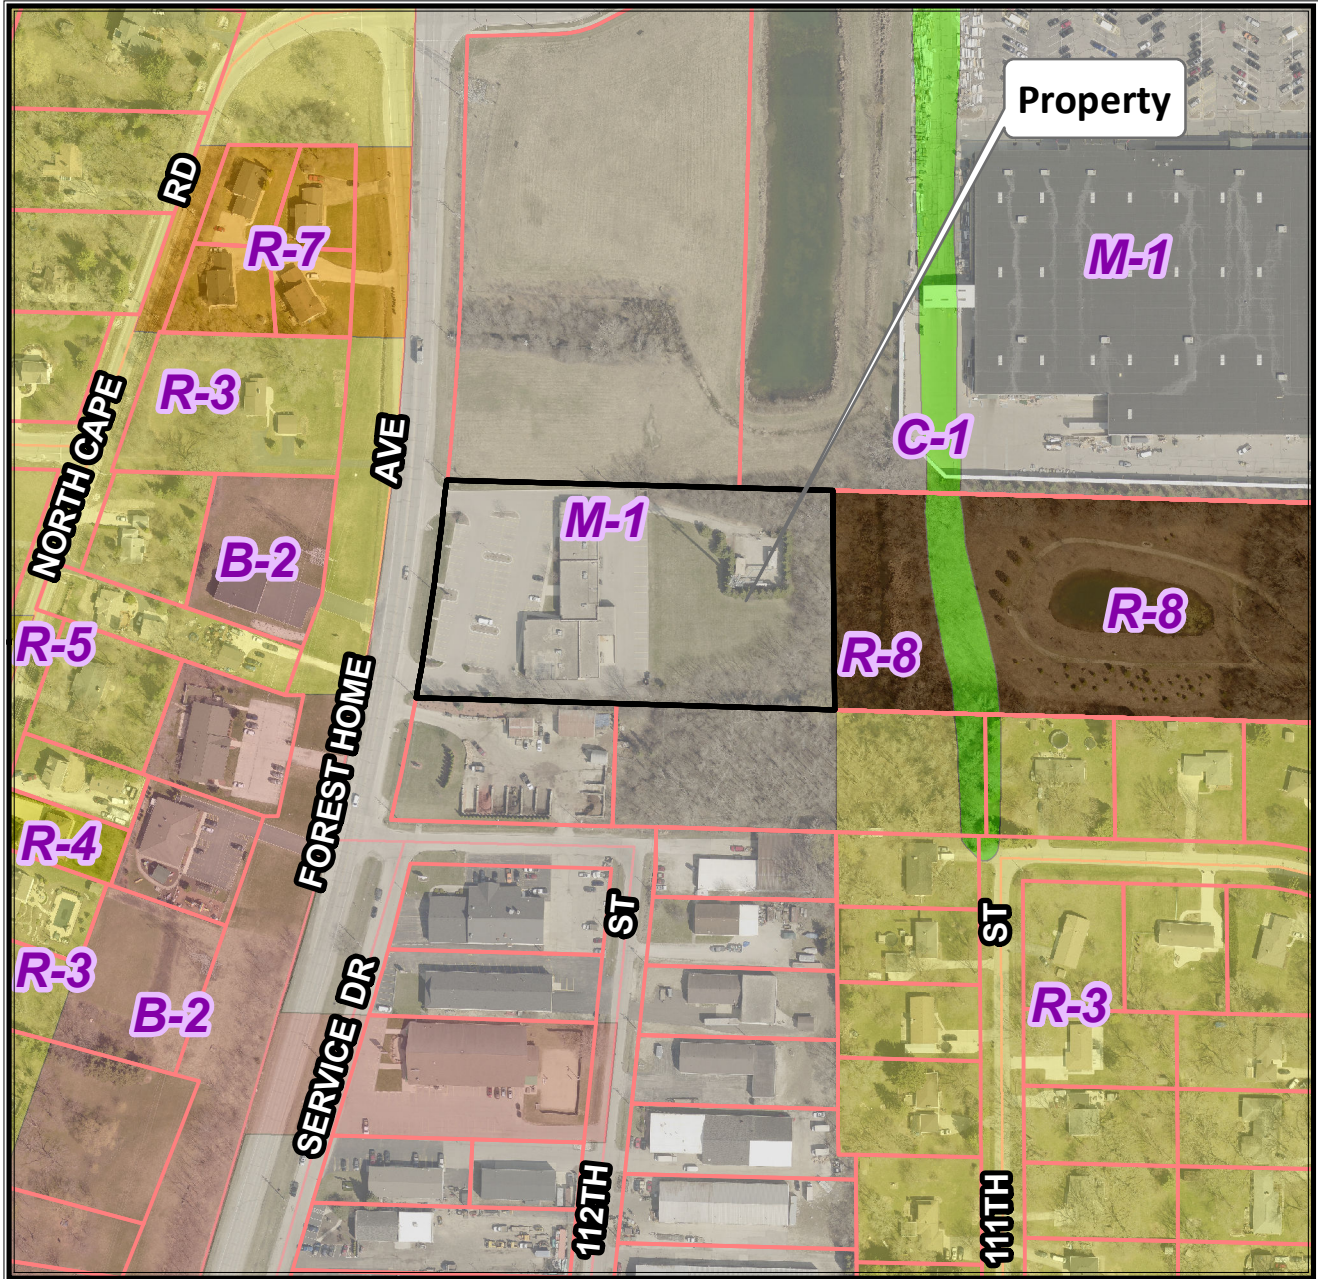 Property
RD
R-7
M-1
R-3
NORTH CAPE
AVE
C-1
M-1
B-2
R-8
R-5
R-8
FOREST HOME
R-4
ST
ST
R-3
B-2
R-3
SERVICE DR
112TH
111TH